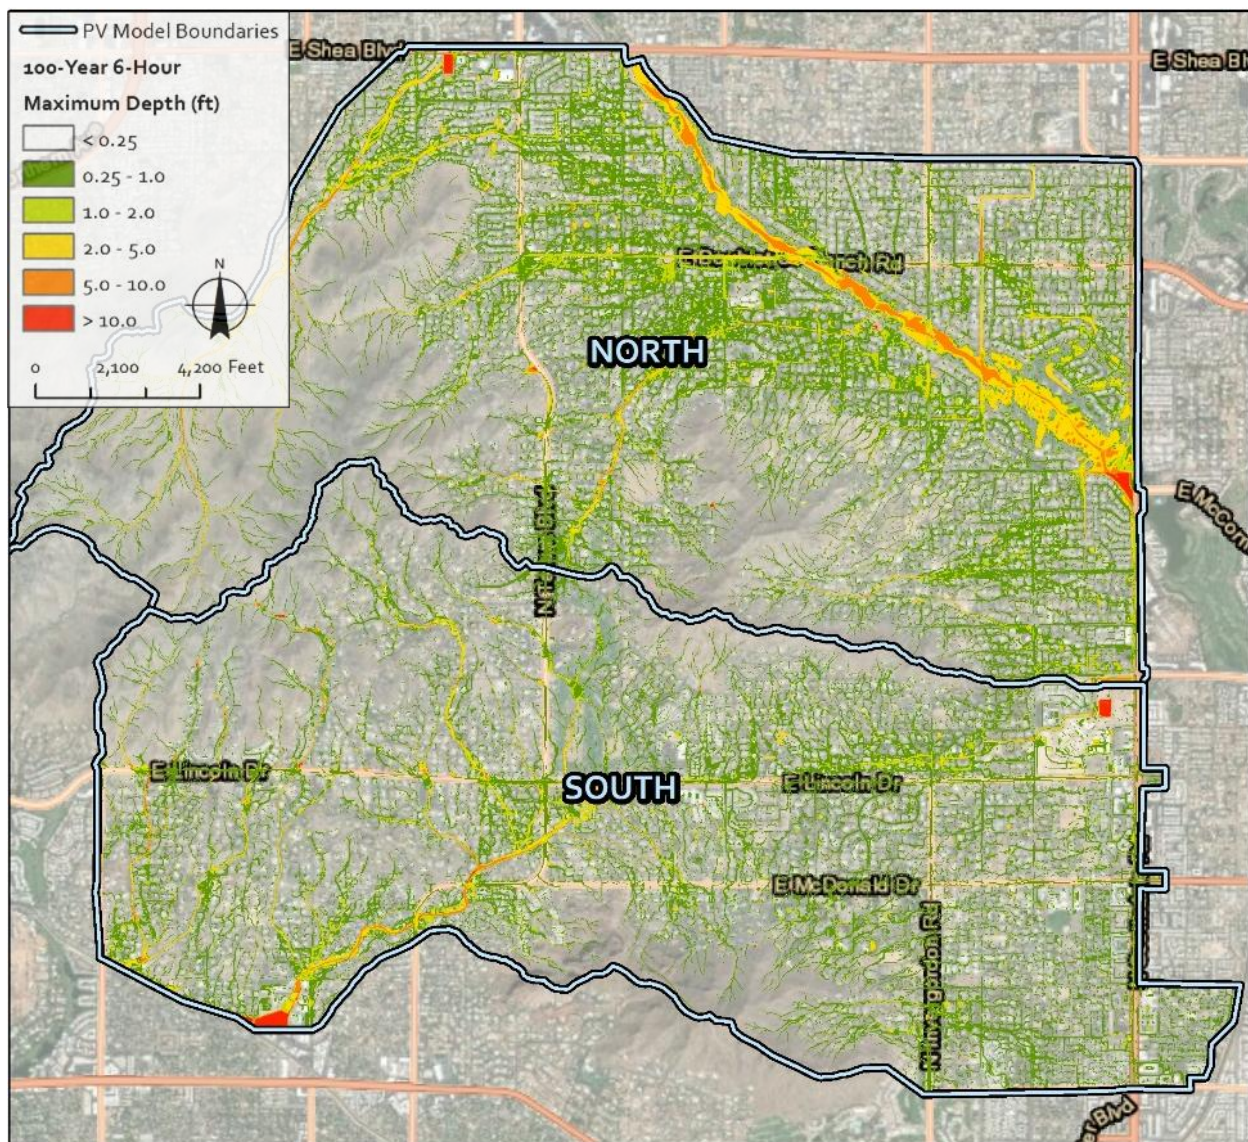 PV Model Boundaries
100-Year 6-Hour
Maximum Depth (ft)
< 0.25
0.25 - 1.0
1.0 - 2.0
2.0 - 5.0
5.0 - 10.0
> 10.0
N
0 2,100 4,200 Feet
E Shea Blvd
E Shea Bl
NORTH
E McCorm
SOUTH
E Lincoln Dr
E Lincoln Dr
E McDonald Dr
Blvd